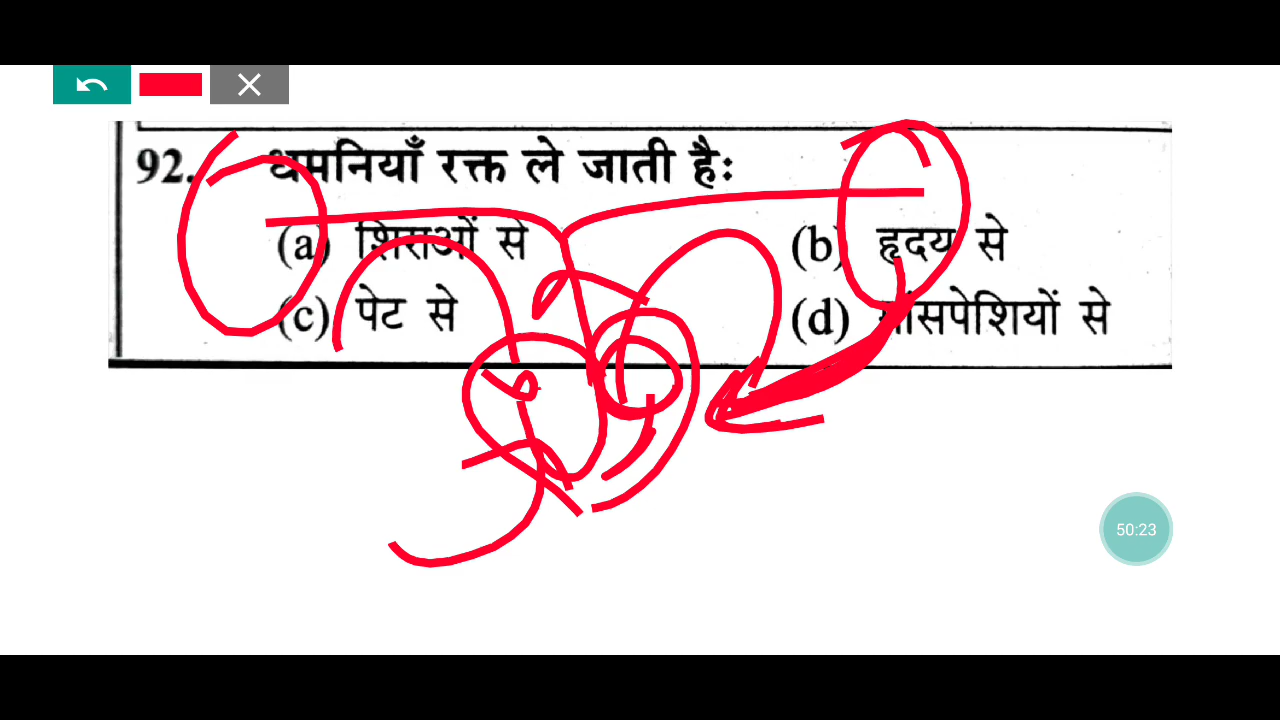 92. धमनियाँ रक्त ले जाती हैः
(a) शिराओं से (b) हृदय से
(c) पेट से (d) मांसपेशियों से
50:23